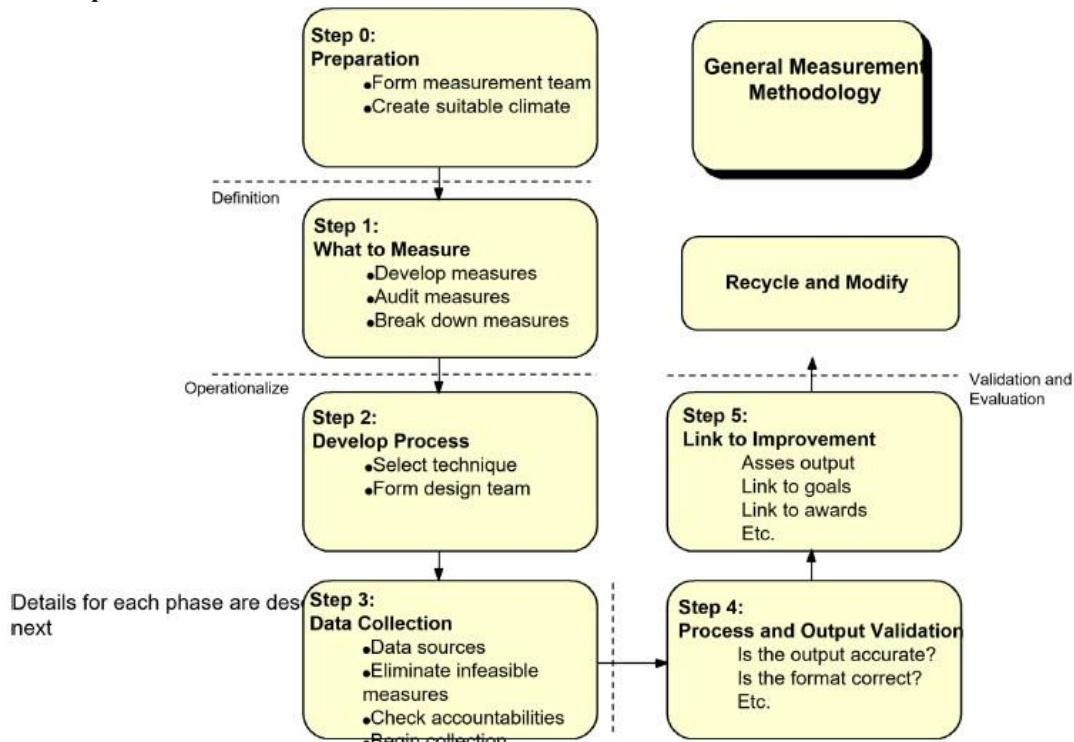 Step 0:
Preparation
●Form measurement team
●Create suitable climate
General Measurement
Methodology
Definition
Step 1:
What to Measure
●Develop measures
●Audit measures
●Break down measures
Recycle and Modify
Operationalize
Validation and
Evaluation
Step 2:
Develop Process
●Select technique
●Form design team
Step 5:
Link to Improvement
Asses output
Link to goals
Link to awards
Etc.
Details for each phase are
next
Step 3:
Data Collection
●Data sources
●Eliminate infeasible
measures
●Check accountabilities
●Begin collection
Step 4:
Process and Output Validation
Is the output accurate?
Is the format correct?
Etc.